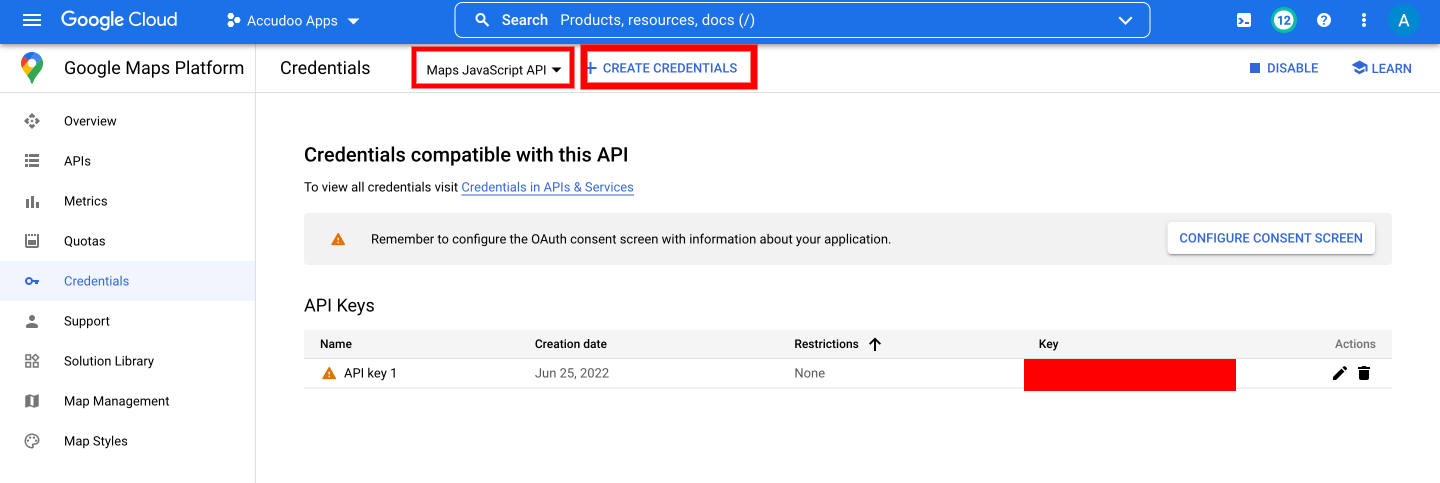 Google Cloud
Accudoo Apps
Search Products, resources, docs (/)
12
A
Google Maps Platform
Credentials
Maps JavaScript API
+ CREATE CREDENTIALS
DISABLE
LEARN
Overview
APIs
Metrics
Quotas
Credentials
Support
Solution Library
Map Management
Map Styles
Credentials compatible with this API
To view all credentials visit Credentials in APIs & Services
Remember to configure the OAuth consent screen with information about your application.
CONFIGURE CONSENT SCREEN
API Keys
Name Creation date Restrictions Key Actions
API key 1 Jun 25, 2022 None